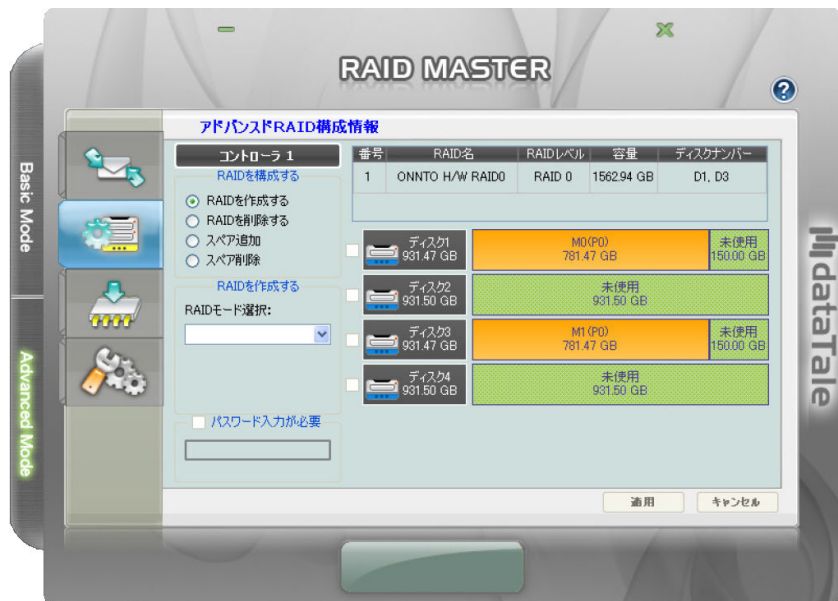 RAID MASTER
?
アドバンスドRAID構成情報
Basic Mode
Advanced Mode
コントローラ 1
RAIDを構成する
RAIDを作成する
RAIDを削除する
スペア追加
スペア削除
RAIDを作成する
RAIDモード選択:
パスワード入力が必要
番号 RAID名 RAIDレベル 容量 ディスクナンバー
1 ONNTO H/W RAID0 RAID 0 1562.94 GB D1, D3
ディスク1
931.47 GB
M0(P0)
781.47 GB
未使用
150.00 GB
ディスク2
931.50 GB
未使用
931.50 GB
ディスク3
931.47 GB
M1(P0)
781.47 GB
未使用
150.00 GB
ディスク4
931.50 GB
未使用
931.50 GB
適用 キャンセル
dataTale